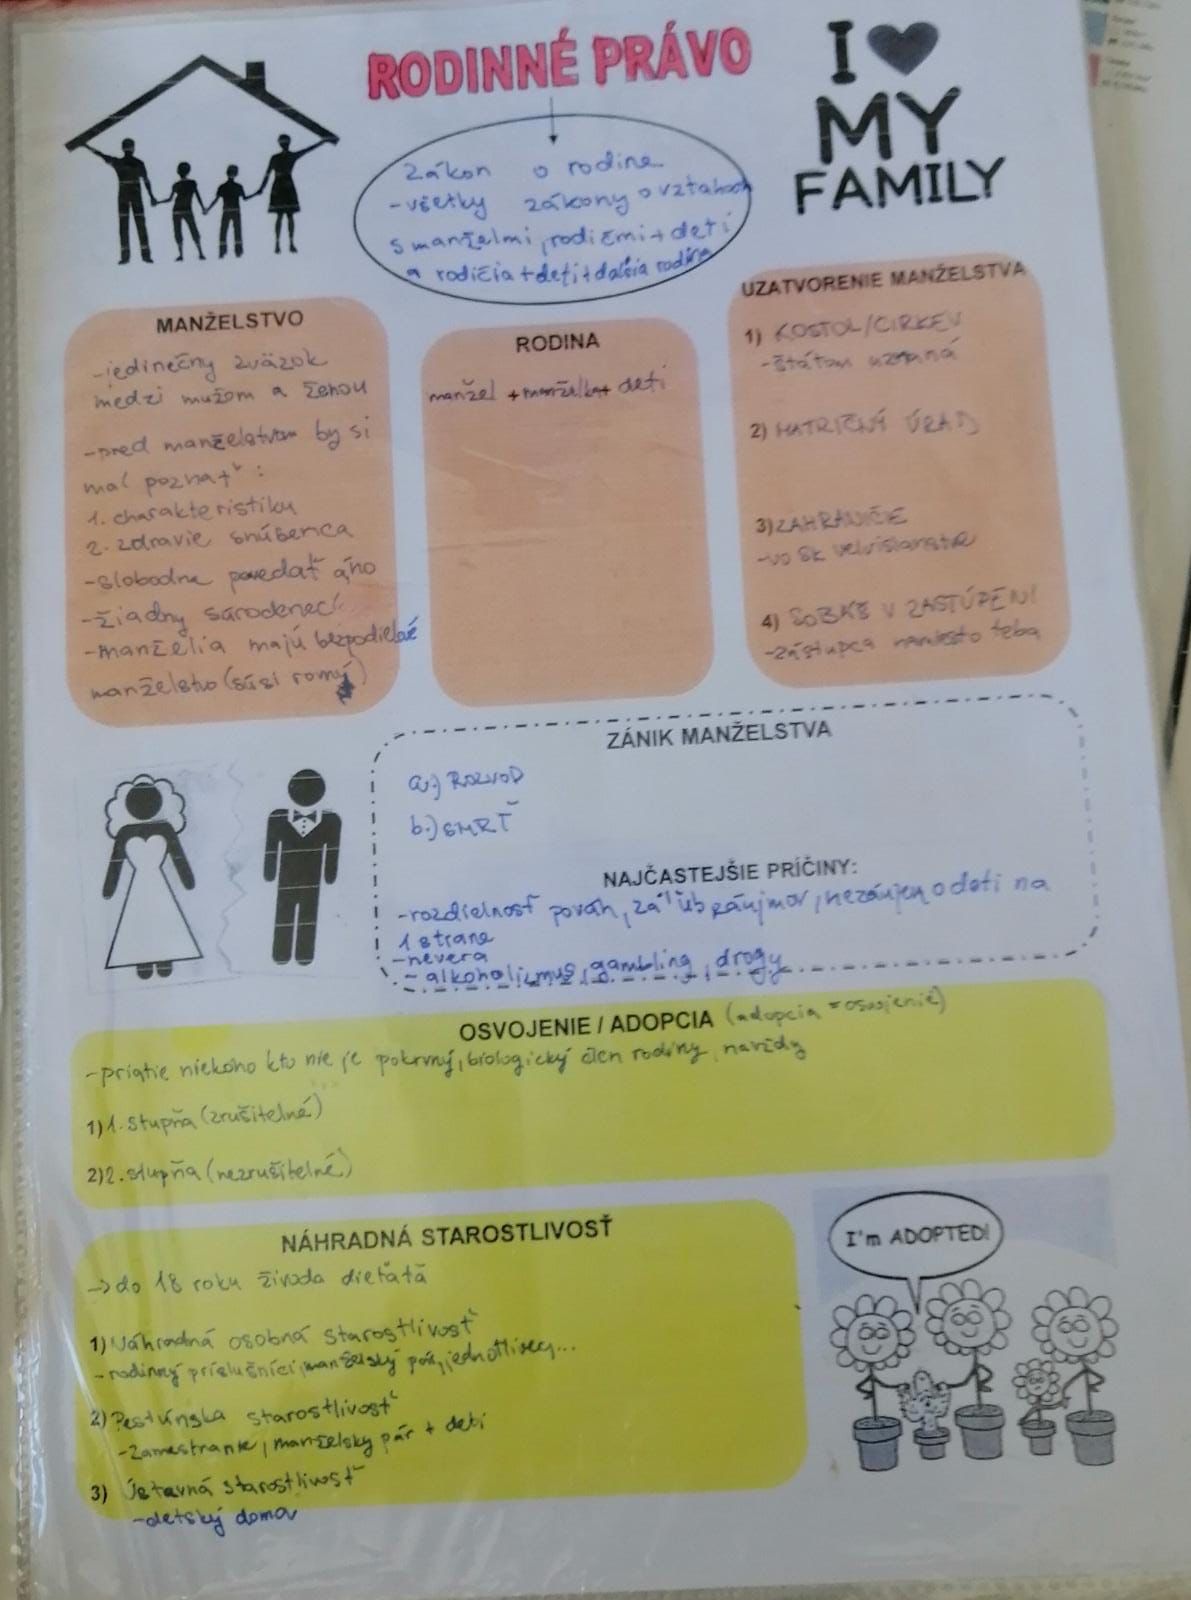 RODINNÉ PRÁVO
I
MY
FAMILY
Zákon o rodine
-všetky zákony o vzťahoch
s manželmi, rodičmi + detí
a rodičia + deti + ďalšia rodina
MANŽELSTVO
-jedinečný zväzok
medzi mužom a ženou
-pred manželstvom by si
mal poznať:
1. charakteristiku
2. zdravie snúbenca
-slobodne povedať áno
-žiadny súrodenec
-manželia majú bezpodielové
manželstvo (
RODINA
manžel + manželka + deti
UZATVORENIE MANŽELSTVA
1) KOSTOL/CIRKEV
-štátom uznaná
2) MATRIČNÝ ÚRAD
3) ZAHRANIČIE
-vo SK veľvyslanstve
4) SOBÁŠ V ZASTÚPENÍ
-zástupca namiesto teba
ZÁNIK MANŽELSTVA
a.) ROZVOD
b.) SMRŤ
NAJČASTEJŠIE PRÍČINY:
-rozdielnosť pováh, záľub, záujmov, nezáujem o deti na
1 strane
-nevera
- alkoholizmus, gambling, drogy
OSVOJENIE / ADOPCIA (adopcia = osvojenie)
-prijatie niekoho kto nie je pokrvný, biologický člen rodiny, navždy
1) 1. stupňa (zrušiteľné)
2) 2. stupňa (nezrušiteľné)
NÁHRADNÁ STAROSTLIVOSŤ
-> do 18 roku života dieťaťa
1) Náhradná osobná starostlivosť
- rodinný príslušníci, manželský pár, jednotlivec...
2) Pestúnska starostlivosť
-zamestnanie, manželsky pár + deti
3) Ústavná starostlivosť
-detský domov
I'm ADOPTED!